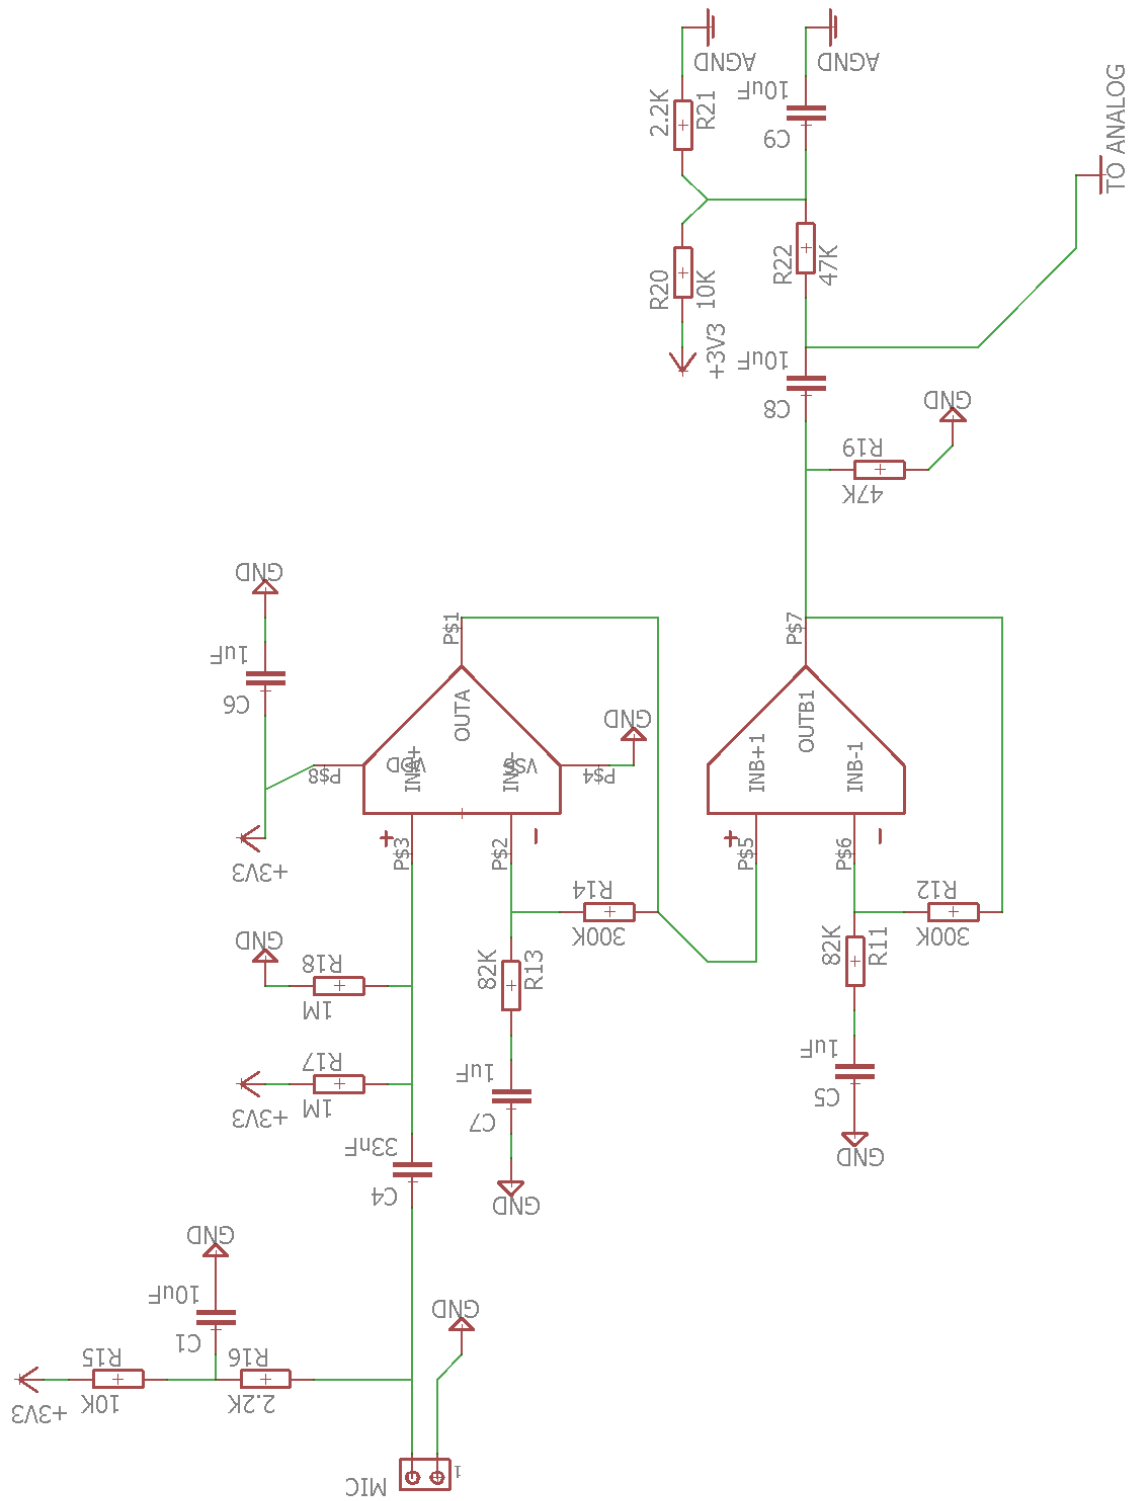 AGND
AGND
2.2K
R21
10uF
C9
TO ANALOG
R20
10K
R22
47K
+3V3
10uF
C8
GND
R19
47K
GND
1uF
C6
P$1
P$7
OUTA
OUTB1
GND
P$8
VDD
INA+
INA-
VSS
P$4
INB+1
INB-1
+3V3
+
P$3
P$2
-
+
P$5
P$6
-
R14
300K
R12
300K
GND
R18
1M
82K
R13
82K
R11
R17
1M
+3V3
1uF
C7
1uF
C5
33nF
C4
GND
GND
GND
10uF
C1
GND
R15
10K
R16
2.2K
+3V3
MIC
1